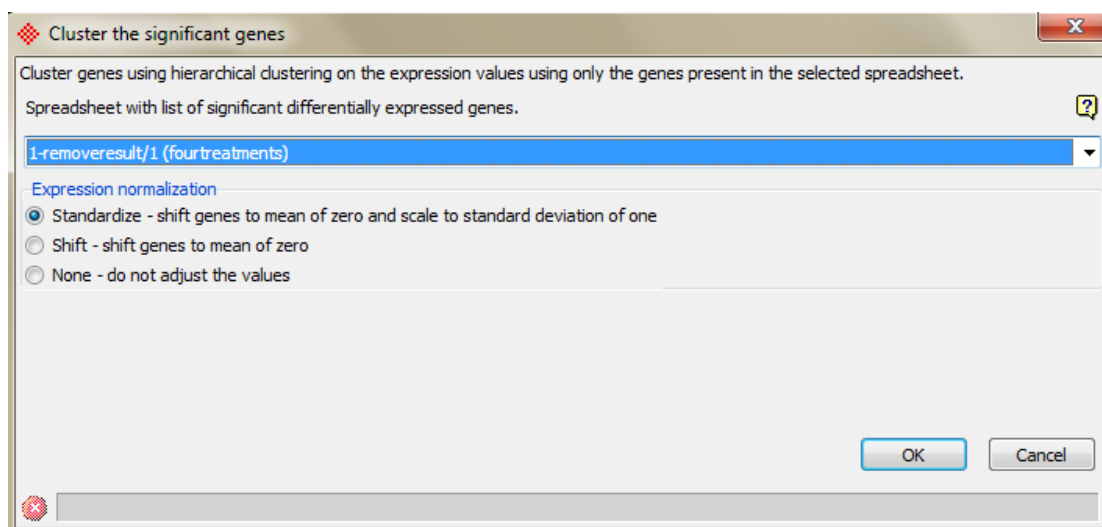 Cluster the significant genes
Cluster genes using hierarchical clustering on the expression values using only the genes present in the selected spreadsheet.
Spreadsheet with list of significant differentially expressed genes.
?
1-removeresult/1 (fourtreatments)
Expression normalization
Standardize - shift genes to mean of zero and scale to standard deviation of one
Shift - shift genes to mean of zero
None - do not adjust the values
OK Cancel